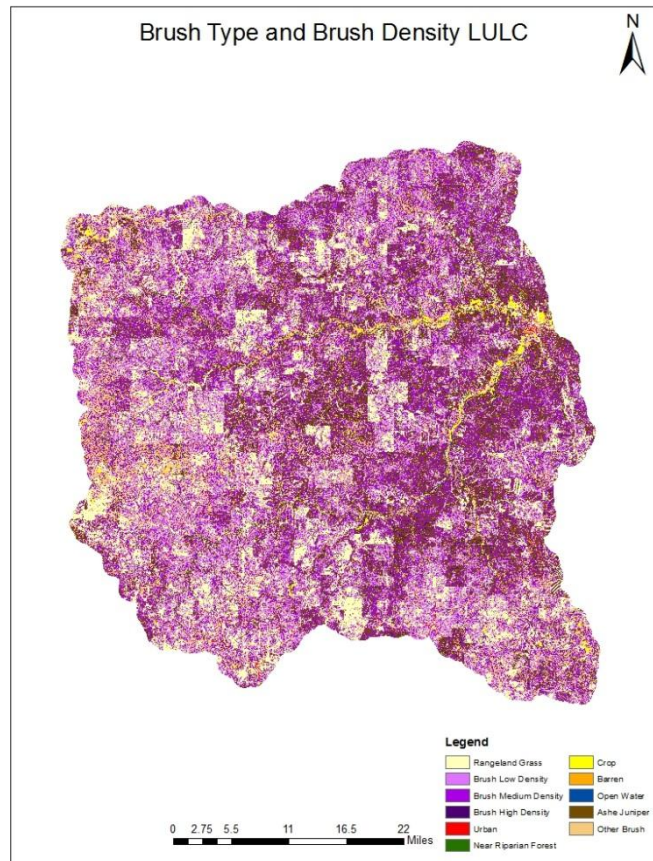 Brush Type and Brush Density LULC
N
Legend
Rangeland Grass
Brush Low Density
Brush Medium Density
Brush High Density
Urban
Near Riparian Forest
Crop
Barren
Open Water
Ashe Juniper
Other Brush
0 2.75 5.5 11 16.5 22
Miles